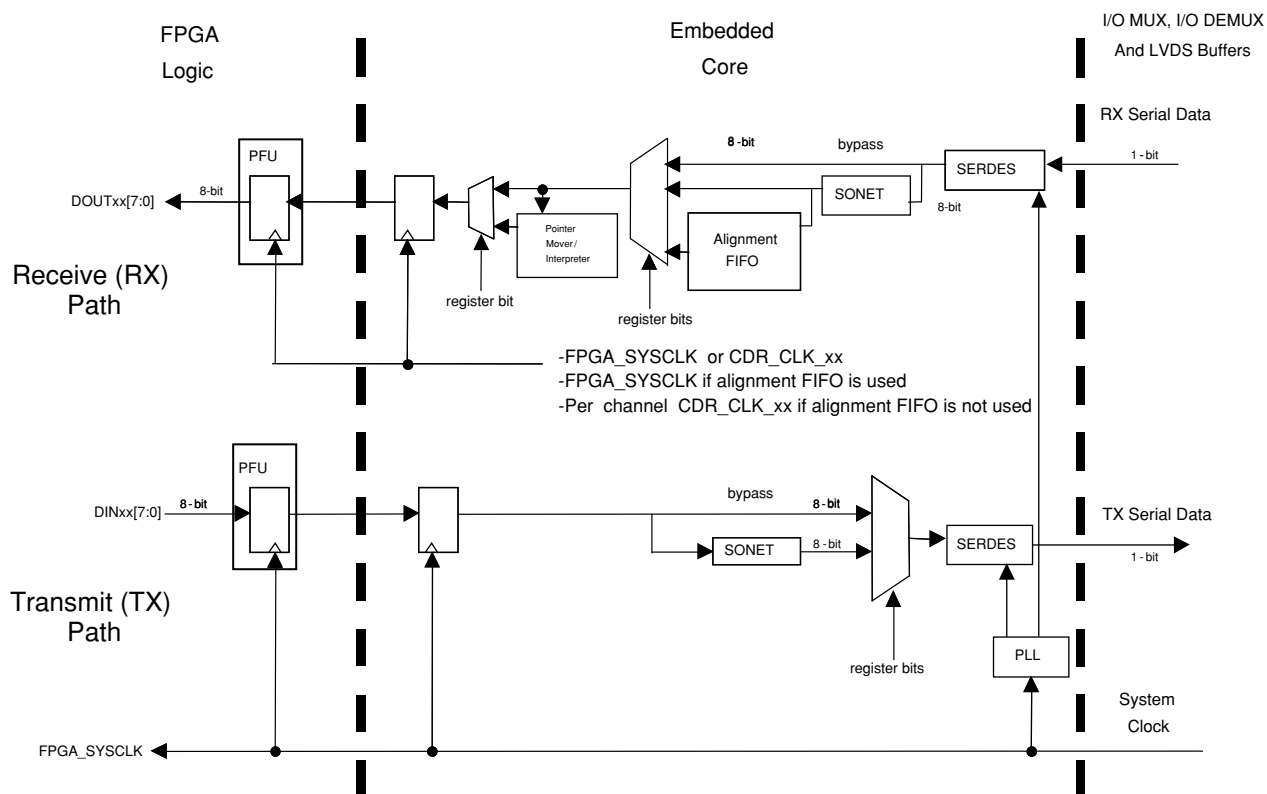 FPGA
Logic
Embedded
Core
I/O MUX, I/O DEMUX
And LVDS Buffers
RX Serial Data
PFU
8-bit
DOUTxx[7:0]
8-bit
bypass
SERDES
1-bit
SONET
8-bit
Pointer
Mover/
Interpreter
Alignment
FIFO
Receive (RX)
Path
register bit
register bits
-FPGA_SYSCLK or CDR_CLK_xx
-FPGA_SYSCLK if alignment FIFO is used
-Per channel CDR_CLK_xx if alignment FIFO is not used
PFU
DINxx[7:0]
8-bit
bypass
8-bit
SONET
8-bit
SERDES
TX Serial Data
1-bit
Transmit (TX)
Path
register bits
PLL
System
Clock
FPGA_SYSCLK